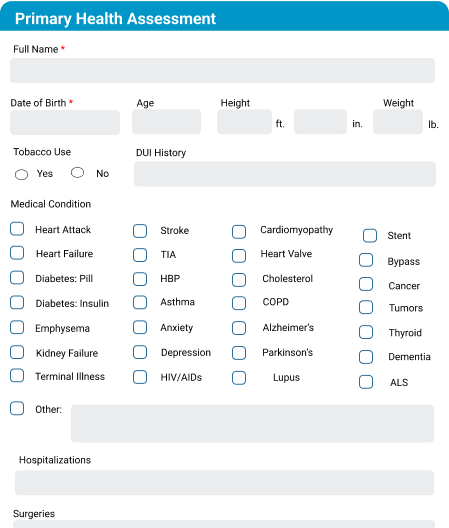 Primary Health Assessment
Full Name *
Date of Birth * Age Height Weight
ft. in. lb.
Tobacco Use DUI History
Yes No
Medical Condition
Heart Attack Stroke Cardiomyopathy Stent
Heart Failure TIA Heart Valve Bypass
Diabetes: Pill HBP Cholesterol Cancer
Diabetes: Insulin Asthma COPD Tumors
Emphysema Anxiety Alzheimer's Thyroid
Kidney Failure Depression Parkinson's Dementia
Terminal Illness HIV/AIDs Lupus ALS
Other:
Hospitalizations
Surgeries